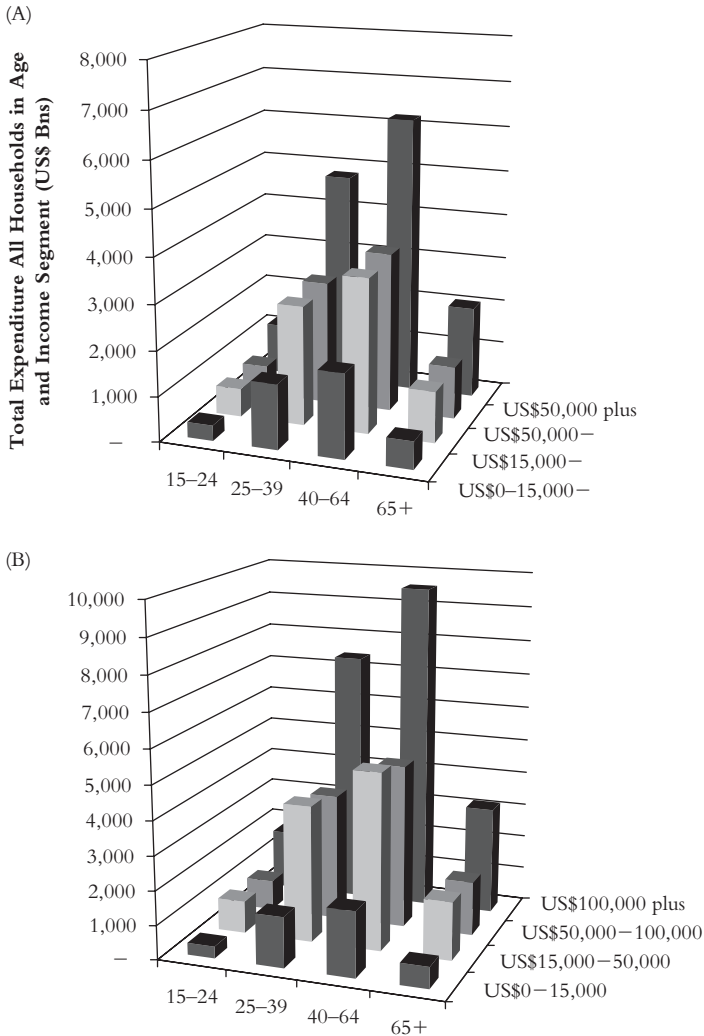 (A)
Total Expenditure All Households in Age
and Income Segment (US$ Bns)
8,000
7,000
6,000
5,000
4,000
3,000
2,000
1,000
–
15–24
25–39
40–64
65+
US$50,000 plus
US$50,000–
US$15,000–
US$0–15,000–
(B)
10,000
9,000
8,000
7,000
6,000
5,000
4,000
3,000
2,000
1,000
–
15–24
25–39
40–64
65+
US$100,000 plus
US$50,000–100,000
US$15,000–50,000
US$0–15,000